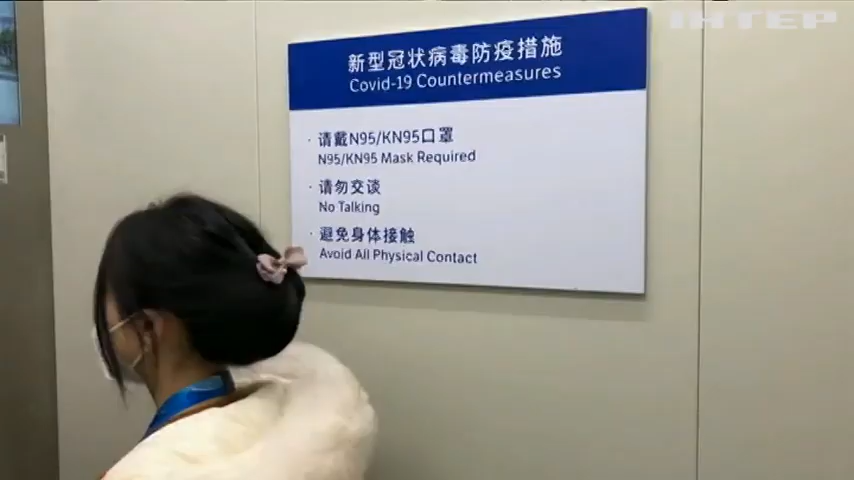 ІНТЕР
新型冠状病毒防疫措施
Covid-19 Countermeasures
· 请戴N95/KN95口罩
N95/KN95 Mask Required
· 请勿交谈
No Talking
· 避免身体接触
Avoid All Physical Contact